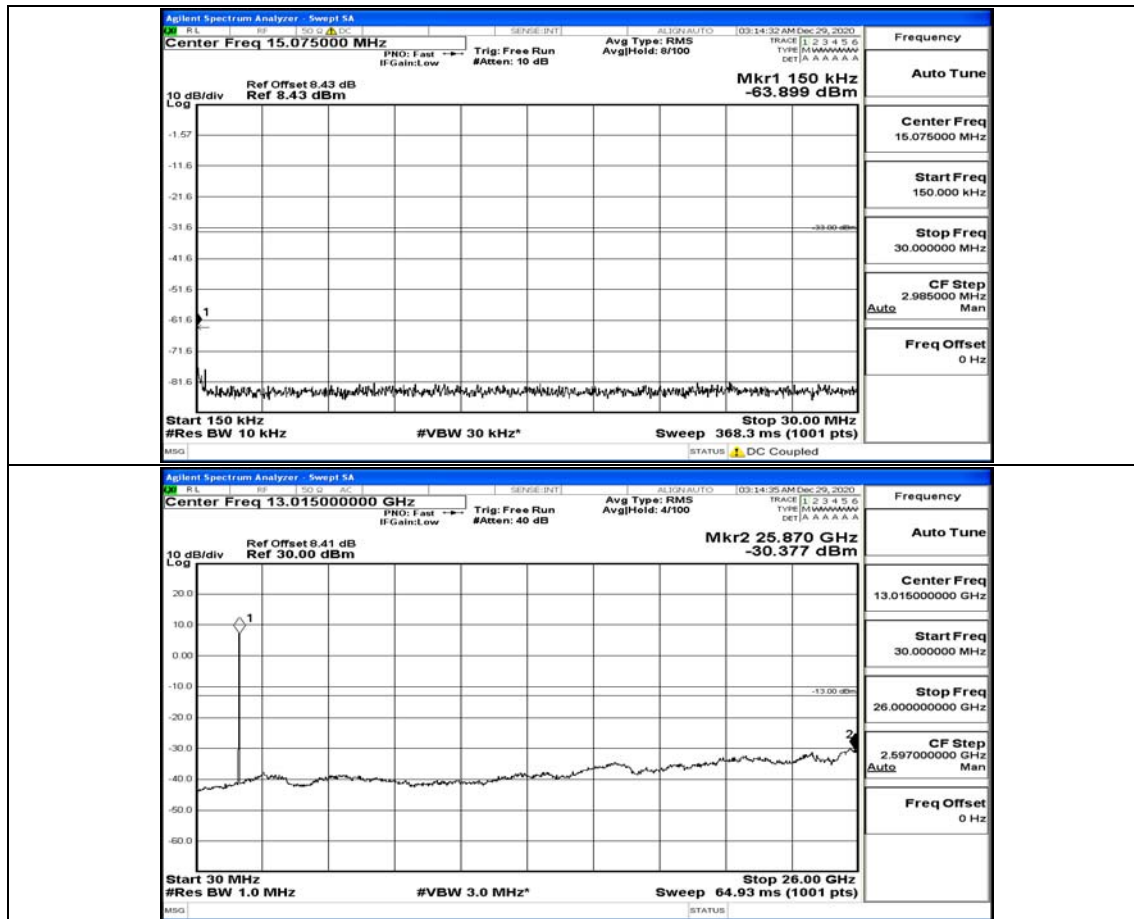 Agilent Spectrum Analyzer - Swept SA
RL RF 50 Ω DC SENSE:INT ALIGN AUTO 03:14:32 AM Dec 29, 2020
Center Freq 15.075000 MHz
PNO: Fast
IFGain:Low
Trig: Free Run
#Atten: 10 dB
Avg Type: RMS
Avg|Hold: 8/100
TRACE 1 2 3 4 5 6
TYPE M W W W W W
DET A A A A A A
Ref Offset 8.43 dB
Ref 8.43 dBm
10 dB/div
Log
Mkr1 150 kHz
-63.899 dBm
-1.57
-11.6
-21.6
-31.6
-33.00 dBm
-41.6
-51.6
-61.6
1
-71.6
-81.6
Start 150 kHz
Stop 30.00 MHz
#Res BW 10 kHz
#VBW 30 kHz*
Sweep 368.3 ms (1001 pts)
MSG
STATUS DC Coupled
Frequency
Auto Tune
Center Freq
15.075000 MHz
Start Freq
150.000 kHz
Stop Freq
30.000000 MHz
CF Step
2.985000 MHz
Auto Man
Freq Offset
0 Hz
Agilent Spectrum Analyzer - Swept SA
RL RF 50 Ω AC SENSE:INT ALIGN AUTO 03:14:35 AM Dec 29, 2020
Center Freq 13.015000000 GHz
PNO: Fast
IFGain:Low
Trig: Free Run
#Atten: 40 dB
Avg Type: RMS
Avg|Hold: 4/100
TRACE 1 2 3 4 5 6
TYPE M W W W W W
DET A A A A A A
Ref Offset 8.41 dB
Ref 30.00 dBm
10 dB/div
Log
Mkr2 25.870 GHz
-30.377 dBm
20.0
10.0
1
0.00
-10.0
-13.00 dBm
-20.0
-30.0
2
-40.0
-50.0
-60.0
Start 30 MHz
Stop 26.00 GHz
#Res BW 1.0 MHz
#VBW 3.0 MHz*
Sweep 64.93 ms (1001 pts)
MSG
STATUS
Frequency
Auto Tune
Center Freq
13.015000000 GHz
Start Freq
30.000000 MHz
Stop Freq
26.000000000 GHz
CF Step
2.597000000 GHz
Auto Man
Freq Offset
0 Hz